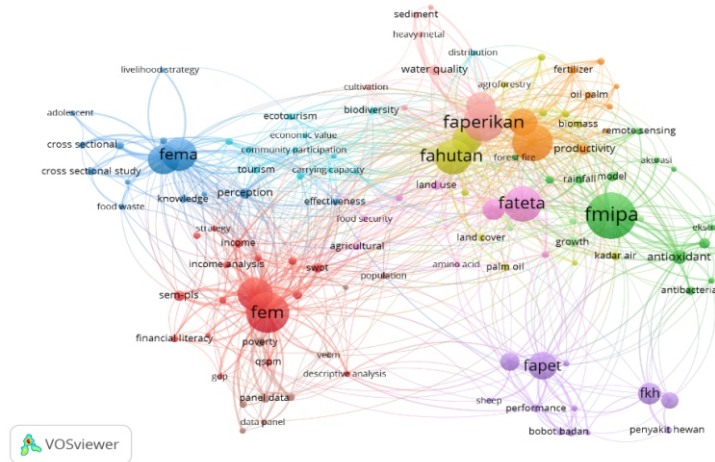 sediment
heavy metal
distribution
livelihood strategy
water quality
fertilizer
agroforestry
cultivation
oil palm
adolescent
biodiversity
ecotourism
faperikan
biomass
remote sensing
economic value
cross sectional
community participation
fema
fahutan
forest fire
productivity
akurasi
cross sectional study
tourism
carrying capacity
rainfall
model
land use
perception
knowledge
food waste
effectiveness
fateta
fmipa
food security
strategy
ekst
income
agricultural
land cover
growth
antioxidant
kadar air
income analysis
swot
population
amino acid
palm oil
antibacteria
sem-pls
fem
financial literacy
poverty
vecm
qspm
descriptive analysis
gdp
fapet
panel data
sheep
performance
fkh
data panel
bobot badan
penyakit hewan
VOSviewer